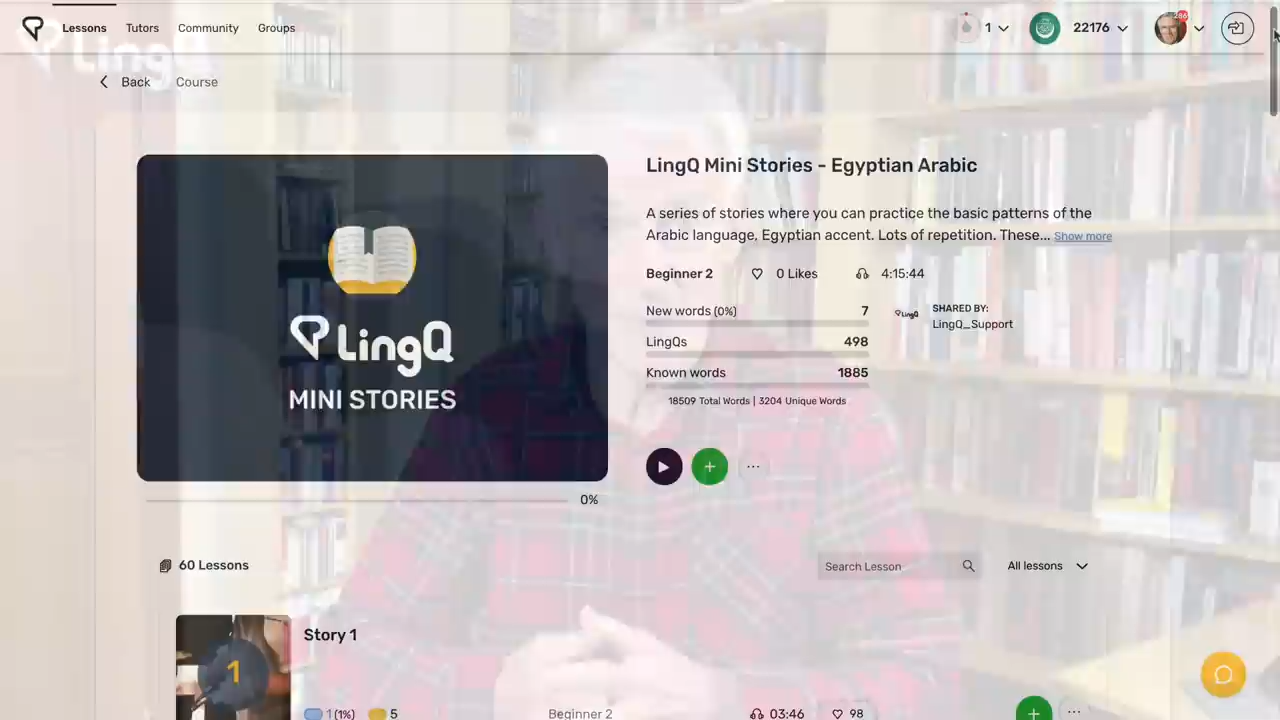 Lessons
Tutors
Community
Groups
1
22176
286
LingQ
Back
Course
LingQ
MINI STORIES
LingQ Mini Stories - Egyptian Arabic
A series of stories where you can practice the basic patterns of the
Arabic language. Egyptian accent. Lots of repetition. These... Show more
Beginner 2
0 Likes
4:15:44
New words (0%) 7
LingQs 498
Known words 1885
18509 Total Words | 3204 Unique Words
LingQ
SHARED BY:
LingQ_Support
0%
60 Lessons
Search Lesson
All lessons
1
Story 1
1 (1%)
5
Beginner 2
03:46
98